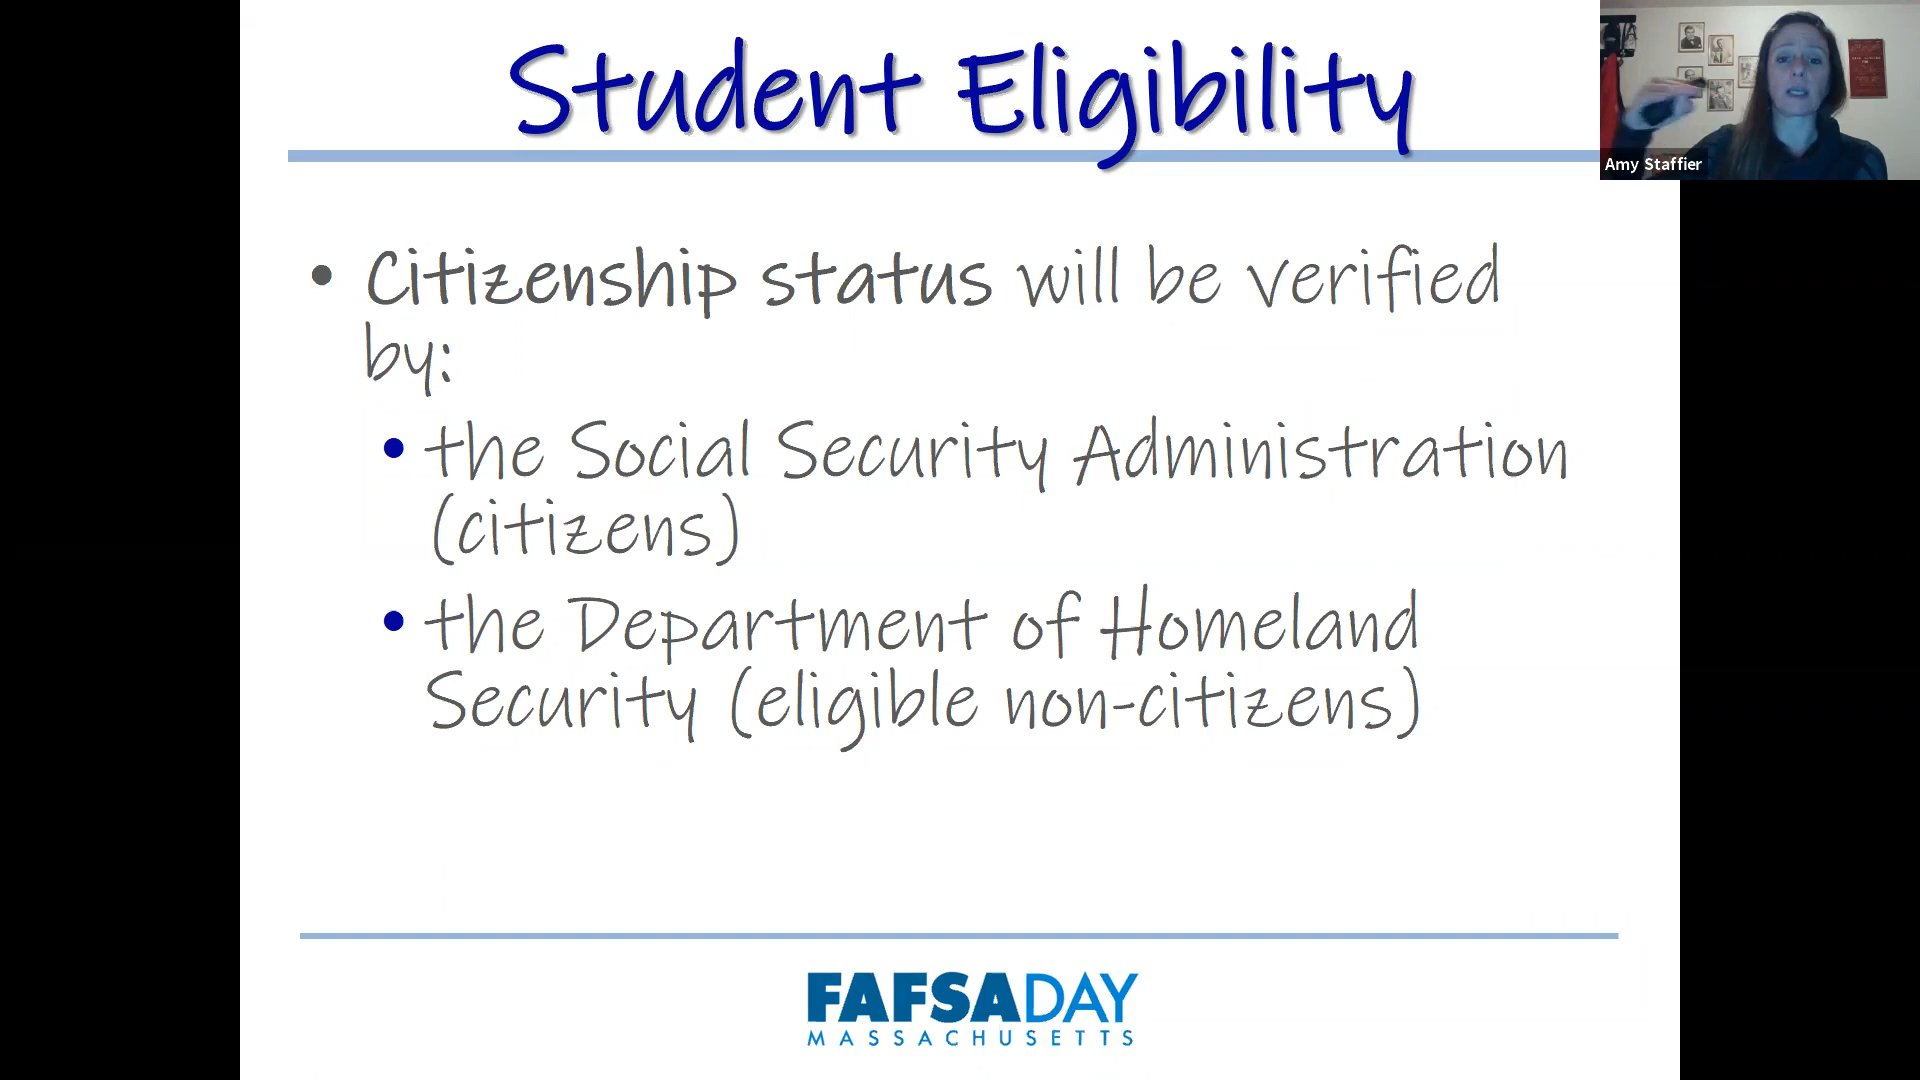 Student Eligibility
Amy Staffier
• Citizenship status will be verified
by:
• the Social Security Administration
(citizens)
• the Department of Homeland
Security (eligible non-citizens)
FAFSADAY
MASSACHUSETTS